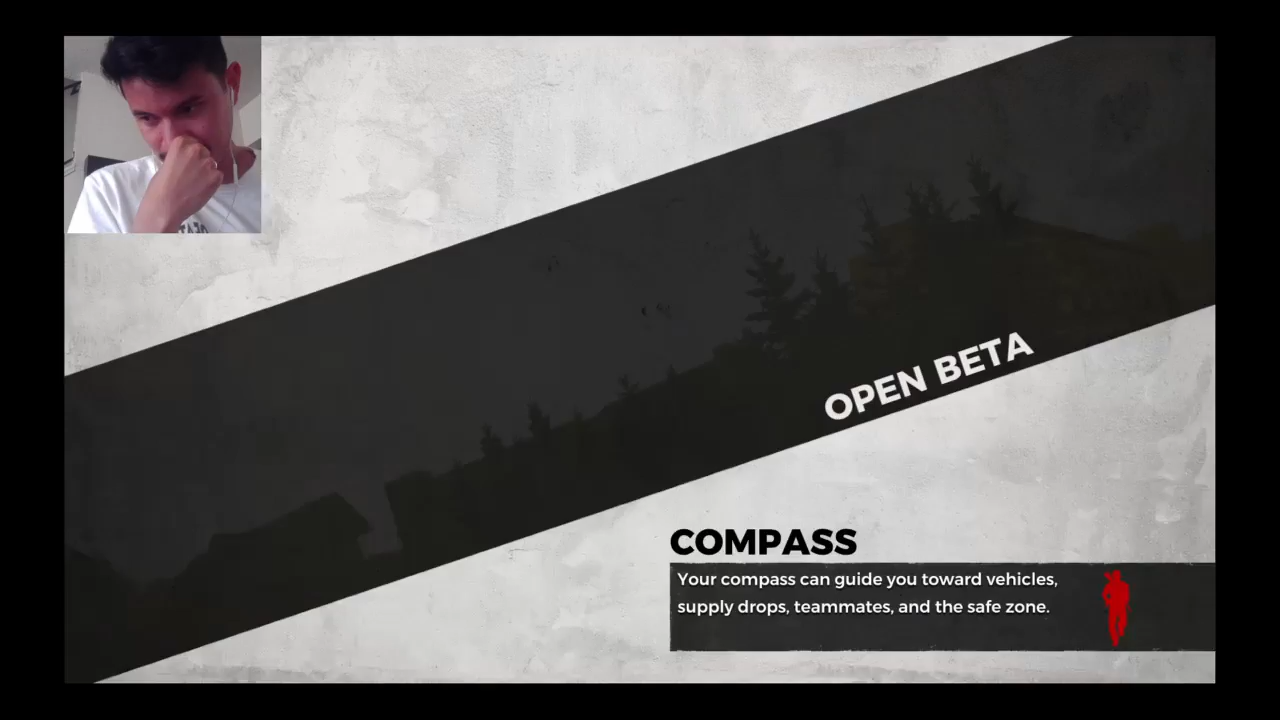 OPEN BETA
COMPASS
Your compass can guide you toward vehicles,
supply drops, teammates, and the safe zone.